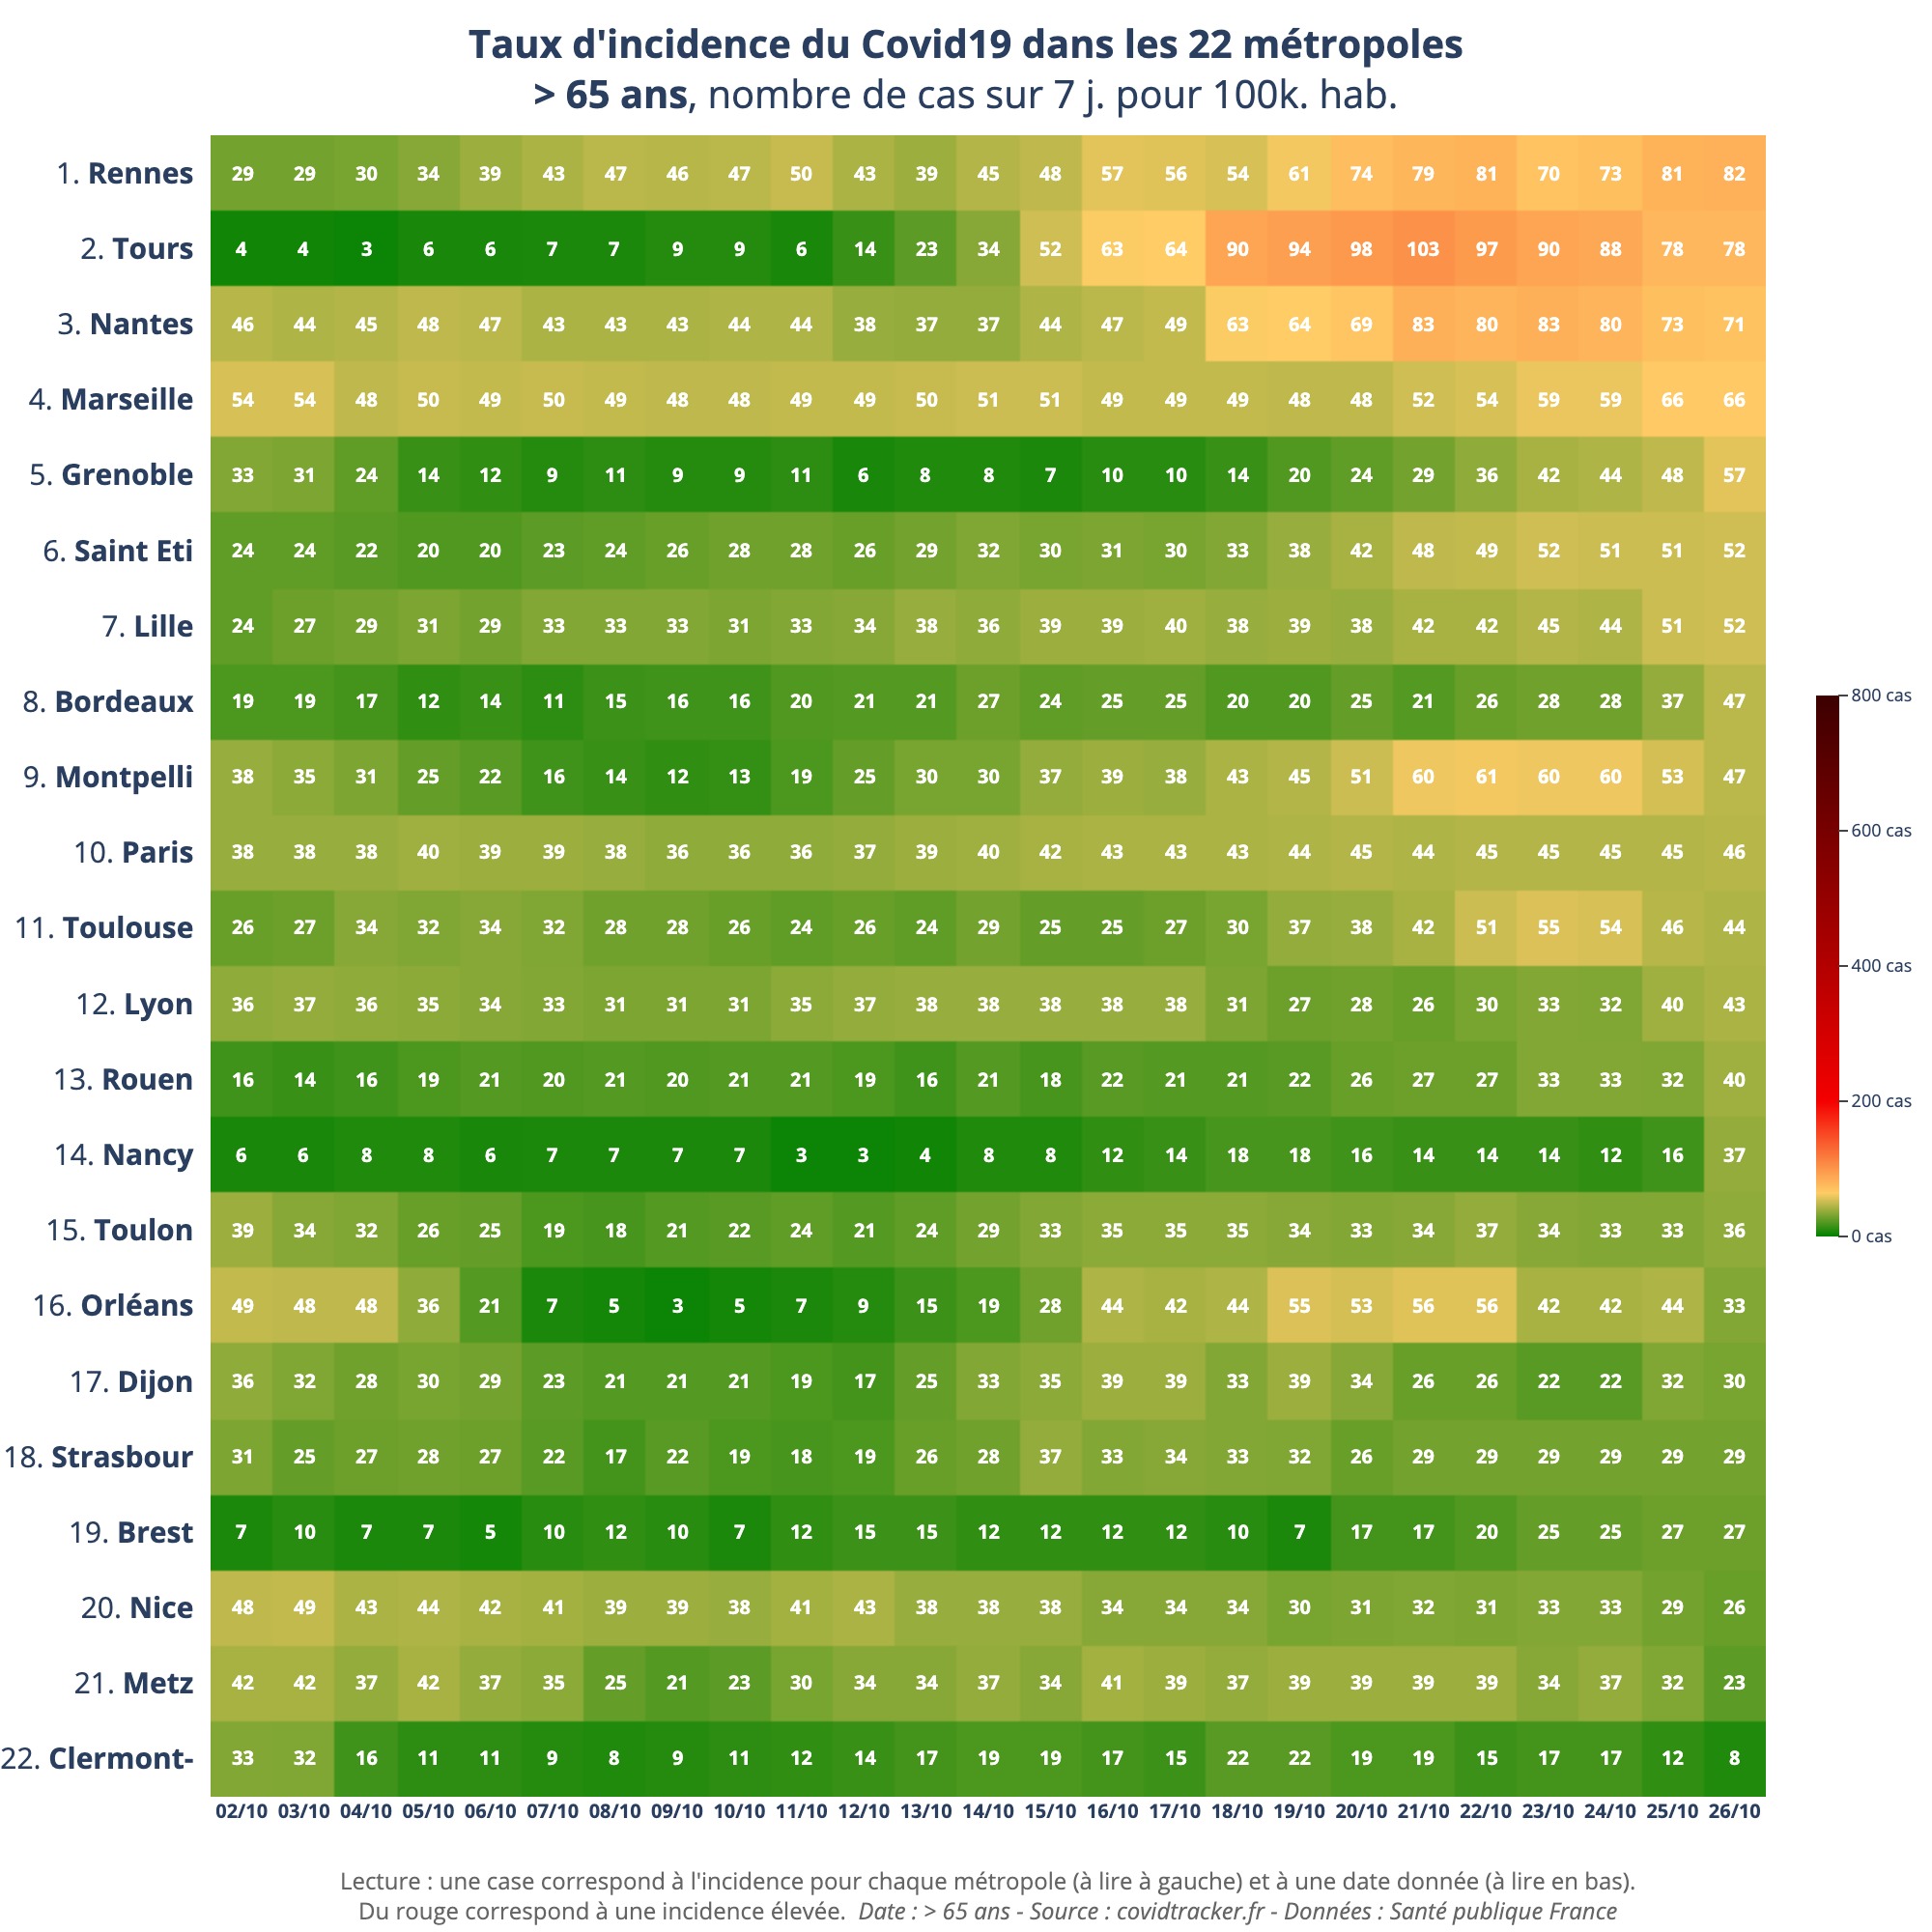 Taux d'incidence du Covid19 dans les 22 métropoles
> 65 ans, nombre de cas sur 7 j. pour 100k. hab.
1. Rennes 29 29 30 34 39 43 47 46 47 50 43 39 45 48 57 56 54 61 74 79 81 70 73 81 82
2. Tours 4 4 3 6 6 7 7 9 9 6 14 23 34 52 63 64 90 94 98 103 97 90 88 78 78
3. Nantes 46 44 45 48 47 43 43 43 44 44 38 37 37 44 47 49 63 64 69 83 80 83 80 73 71
4. Marseille 54 54 48 50 49 50 49 48 48 49 49 50 51 51 49 49 49 48 48 52 54 59 59 66 66
5. Grenoble 33 31 24 14 12 9 11 9 9 11 6 8 8 7 10 10 14 20 24 29 36 42 44 48 57
6. Saint Eti 24 24 22 20 20 23 24 26 28 28 26 29 32 30 31 30 33 38 42 48 49 52 51 51 52
7. Lille 24 27 29 31 29 33 33 33 31 33 34 38 36 39 39 40 38 39 38 42 42 45 44 51 52
8. Bordeaux 19 19 17 12 14 11 15 16 16 20 21 21 27 24 25 25 20 20 25 21 26 28 28 37 47
800 cas
9. Montpelli 38 35 31 25 22 16 14 12 13 19 25 30 30 37 39 38 43 45 51 60 61 60 60 53 47
600 cas
10. Paris 38 38 38 40 39 39 38 36 36 36 37 39 40 42 43 43 43 44 45 44 45 45 45 45 46
11. Toulouse 26 27 34 32 34 32 28 28 26 24 26 24 29 25 25 27 30 37 38 42 51 55 54 46 44
400 cas
12. Lyon 36 37 36 35 34 33 31 31 31 35 37 38 38 38 38 38 31 27 28 26 30 33 32 40 43
13. Rouen 16 14 16 19 21 20 21 20 21 21 19 16 21 18 22 21 21 22 26 27 27 33 33 32 40
200 cas
14. Nancy 6 6 8 8 6 7 7 7 7 3 3 4 8 8 12 14 18 18 16 14 14 14 12 16 37
15. Toulon 39 34 32 26 25 19 18 21 22 24 21 24 29 33 35 35 35 34 33 34 37 34 33 33 36
0 cas
16. Orléans 49 48 48 36 21 7 5 3 5 7 9 15 19 28 44 42 44 55 53 56 56 42 42 44 33
17. Dijon 36 32 28 30 29 23 21 21 21 19 17 25 33 35 39 39 33 39 34 26 26 22 22 32 30
18. Strasbour 31 25 27 28 27 22 17 22 19 18 19 26 28 37 33 34 33 32 26 29 29 29 29 29 29
19. Brest 7 10 7 7 5 10 12 10 7 12 15 15 12 12 12 12 10 7 17 17 20 25 25 27 27
20. Nice 48 49 43 44 42 41 39 39 38 41 43 38 38 38 34 34 34 30 31 32 31 33 33 29 26
21. Metz 42 42 37 42 37 35 25 21 23 30 34 34 37 34 41 39 37 39 39 39 39 34 37 32 23
22. Clermont- 33 32 16 11 11 9 8 9 11 12 14 17 19 19 17 15 22 22 19 19 15 17 17 12 8
02/10 03/10 04/10 05/10 06/10 07/10 08/10 09/10 10/10 11/10 12/10 13/10 14/10 15/10 16/10 17/10 18/10 19/10 20/10 21/10 22/10 23/10 24/10 25/10 26/10
Lecture : une case correspond à l'incidence pour chaque métropole (à lire à gauche) et à une date donnée (à lire en bas).
Du rouge correspond à une incidence élevée. Date : > 65 ans - Source : covidtracker.fr - Données : Santé publique France